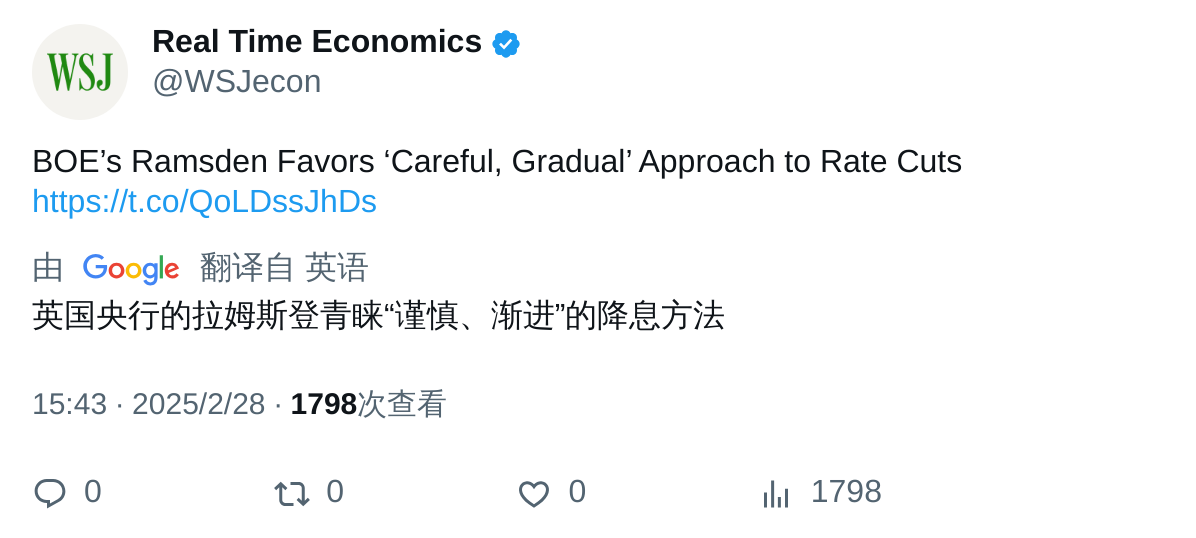 WSJ
Real Time Economics
@WSJecon
BOE’s Ramsden Favors ‘Careful, Gradual’ Approach to Rate Cuts
https://t.co/QoLDssJhDs
由 Google 翻译自 英语
英国央行的拉姆斯登青睐“谨慎、渐进”的降息方法
15:43 · 2025/2/28 · 1798次查看
0 0 0 1798